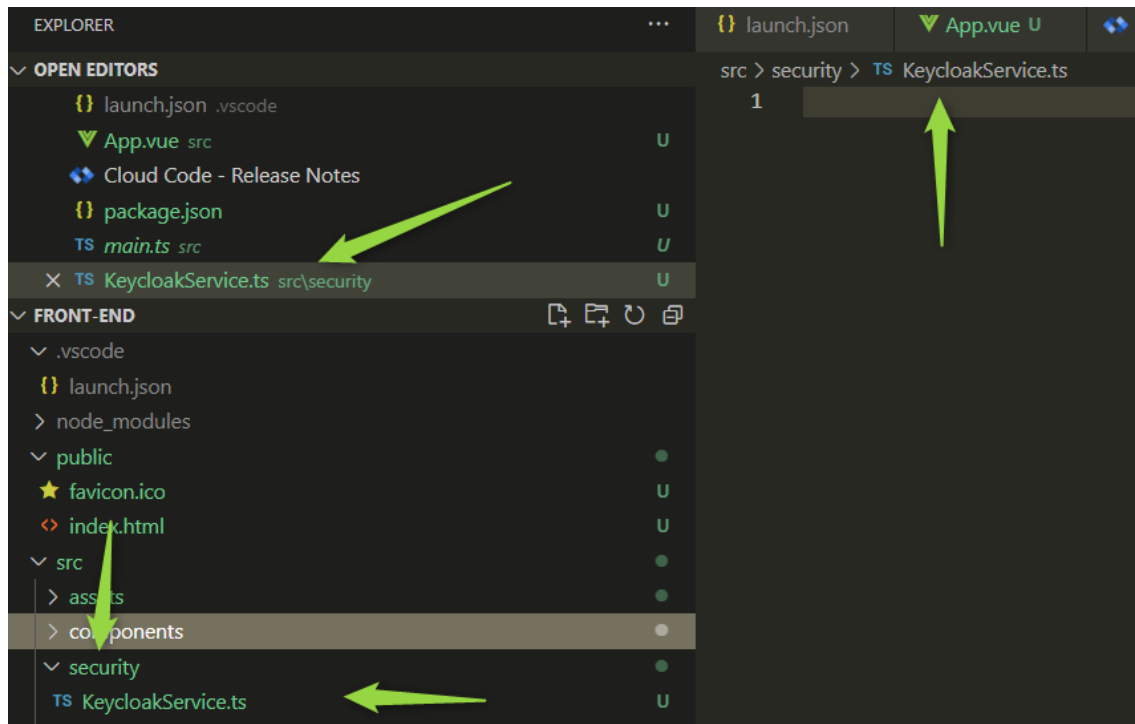 EXPLORER ...
OPEN EDITORS
{} launch.json .vscode
App.vue src U
Cloud Code - Release Notes
{} package.json U
TS main.ts src U
TS KeycloakService.ts src\security U
FRONT-END
.vscode
{} launch.json
node_modules
public
favicon.ico U
<> index.html U
src
assets
components
security
TS KeycloakService.ts U
{} launch.json App.vue U
src > security > TS KeycloakService.ts
1